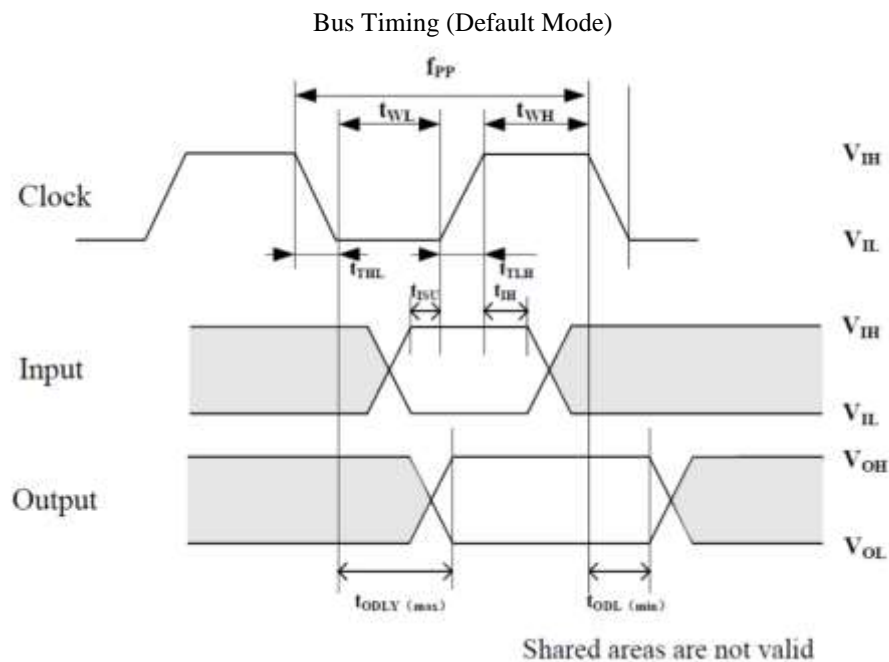 Bus Timing (Default Mode)
fPP
tWL
tWH
VIH
Clock
VIL
tTHL
tTLH
tISU
tIH
VIH
Input
VIL
VOH
Output
VOL
tODLY (max)
tODL (min)
Shared areas are not valid